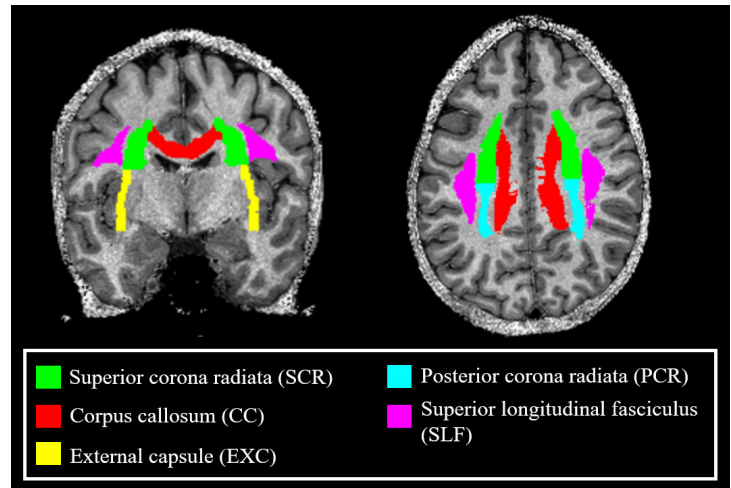 Superior corona radiata (SCR)
Corpus callosum (CC)
External capsule (EXC)
Posterior corona radiata (PCR)
Superior longitudinal fasciculus
(SLF)